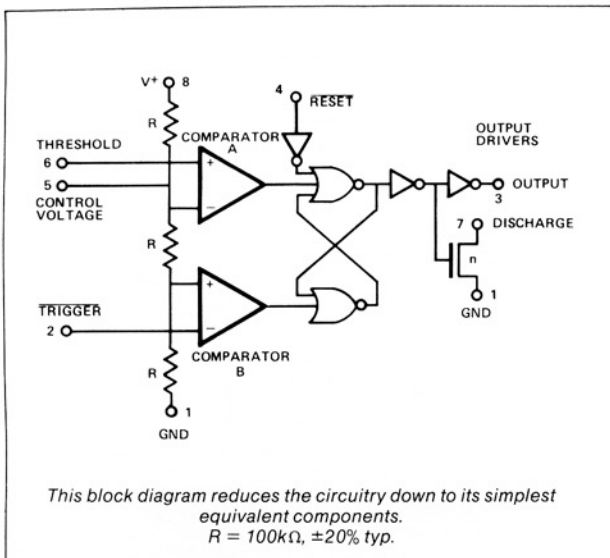 V+ 8
R
4
RESET
COMPARATOR
A
OUTPUT
DRIVERS
THRESHOLD
6
+
5
CONTROL
VOLTAGE
−
OUTPUT
3
R
7 DISCHARGE
n
+
1
GND
TRIGGER
2
−
R
COMPARATOR
B
1
GND
This block diagram reduces the circuitry down to its simplest
equivalent components.
R = 100kΩ, ±20% typ.